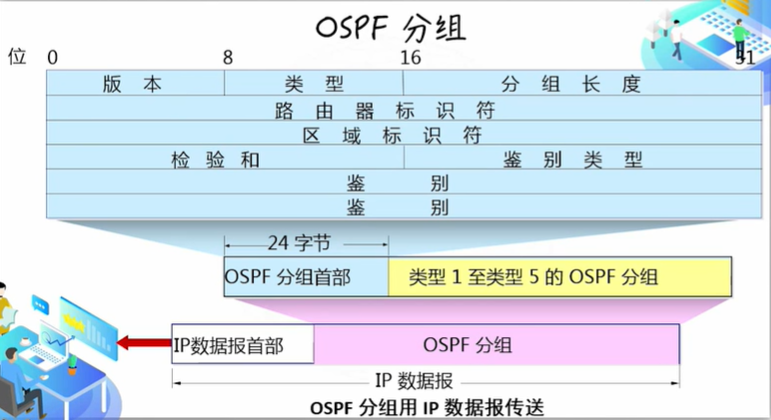 OSPF 分组
位 0 8 16 31
版 本 类 型 分 组 长 度
路 由 器 标 识 符
区 域 标 识 符
检 验 和 鉴 别 类 型
鉴 别
鉴 别
24 字节
OSPF 分组首部 类型 1 至类型 5 的 OSPF 分组
IP数据报首部 OSPF 分组
IP 数据报
OSPF 分组用 IP 数据报传送